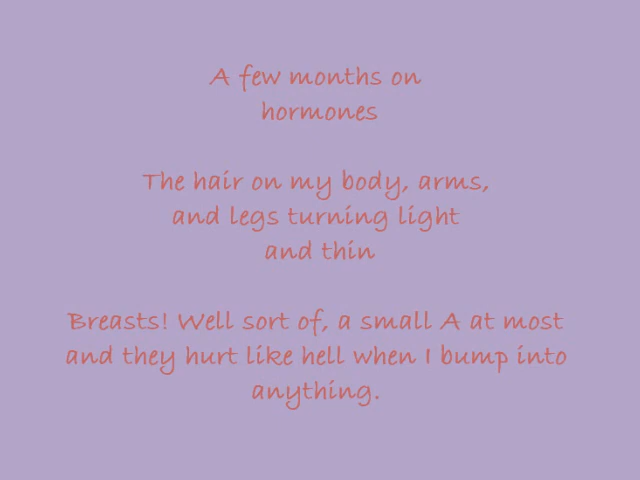 A few months on
hormones
The hair on my body, arms,
and legs turning light
and thin
Breasts! Well sort of, a small A at most
and they hurt like hell when I bump into
anything.